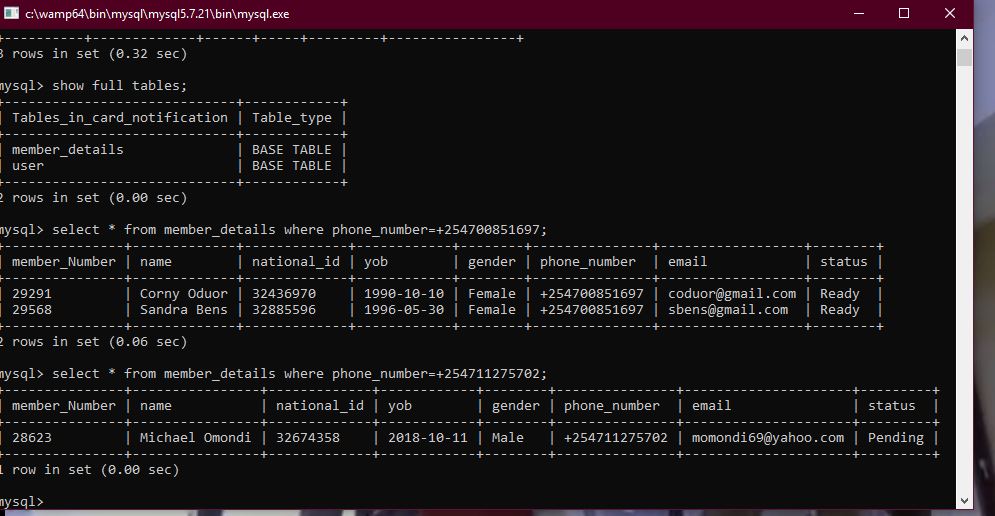 c:\wamp64\bin\mysql\mysql5.7.21\bin\mysql.exe
+----------+-------------+------+-----+---------+----------------+
3 rows in set (0.32 sec)
mysql> show full tables;
+-----------------------------+------------+
| Tables_in_card_notification | Table_type |
+-----------------------------+------------+
| member_details              | BASE TABLE |
| user                        | BASE TABLE |
+-----------------------------+------------+
2 rows in set (0.00 sec)
mysql> select * from member_details where phone_number=+254700851697;
+---------------+-------------+-------------+------------+--------+---------------+------------------+--------+
| member_Number | name        | national_id | yob        | gender | phone_number  | email            | status |
+---------------+-------------+-------------+------------+--------+---------------+------------------+--------+
| 29291         | Corny Oduor | 32436970    | 1990-10-10 | Female | +254700851697 | coduor@gmail.com | Ready  |
| 29568         | Sandra Bens | 32885596    | 1996-05-30 | Female | +254700851697 | sbens@gmail.com  | Ready  |
+---------------+-------------+-------------+------------+--------+---------------+------------------+--------+
2 rows in set (0.06 sec)
mysql> select * from member_details where phone_number=+254711275702;
+---------------+----------------+-------------+------------+--------+---------------+---------------------+---------+
| member_Number | name           | national_id | yob        | gender | phone_number  | email               | status  |
+---------------+----------------+-------------+------------+--------+---------------+---------------------+---------+
| 28623         | Michael Omondi | 32674358    | 2018-10-11 | Male   | +254711275702 | momondi69@yahoo.com | Pending |
+---------------+----------------+-------------+------------+--------+---------------+---------------------+---------+
1 row in set (0.00 sec)
mysql>